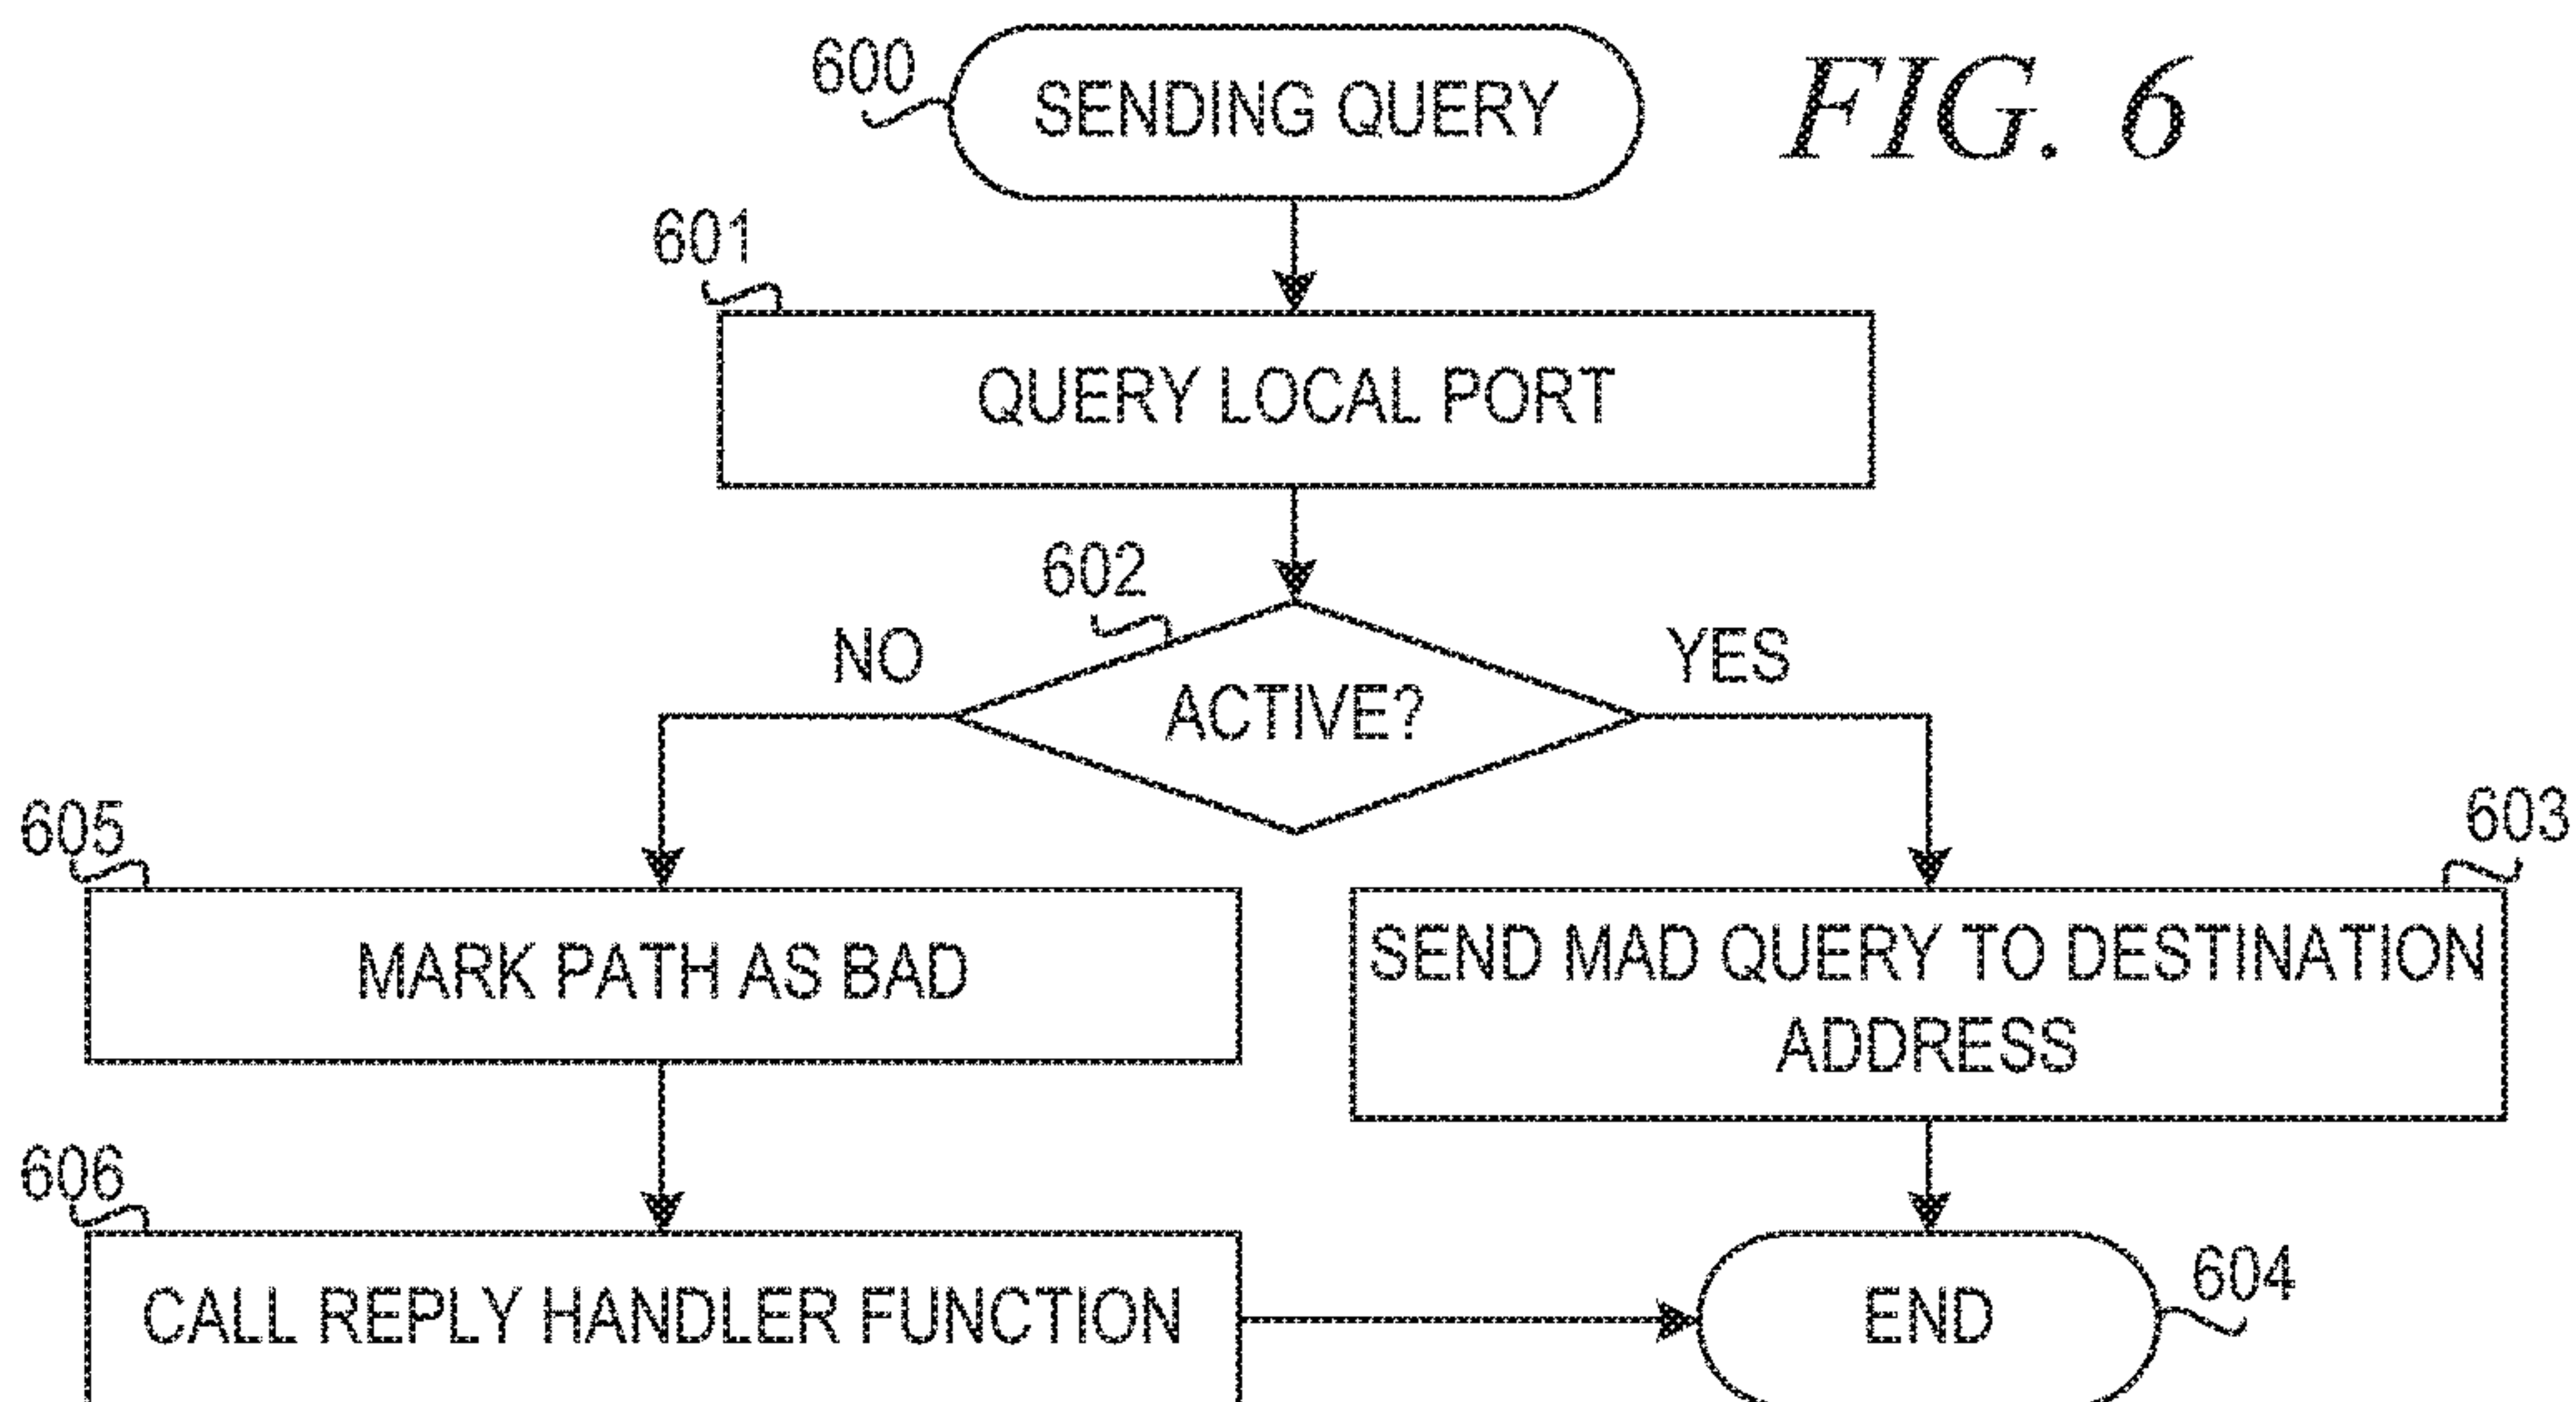 600
SENDING QUERY
FIG. 6
601
QUERY LOCAL PORT
602
NO
YES
ACTIVE?
605
603
MARK PATH AS BAD
SEND MAD QUERY TO DESTINATION
ADDRESS
606
CALL REPLY HANDLER FUNCTION
END
604